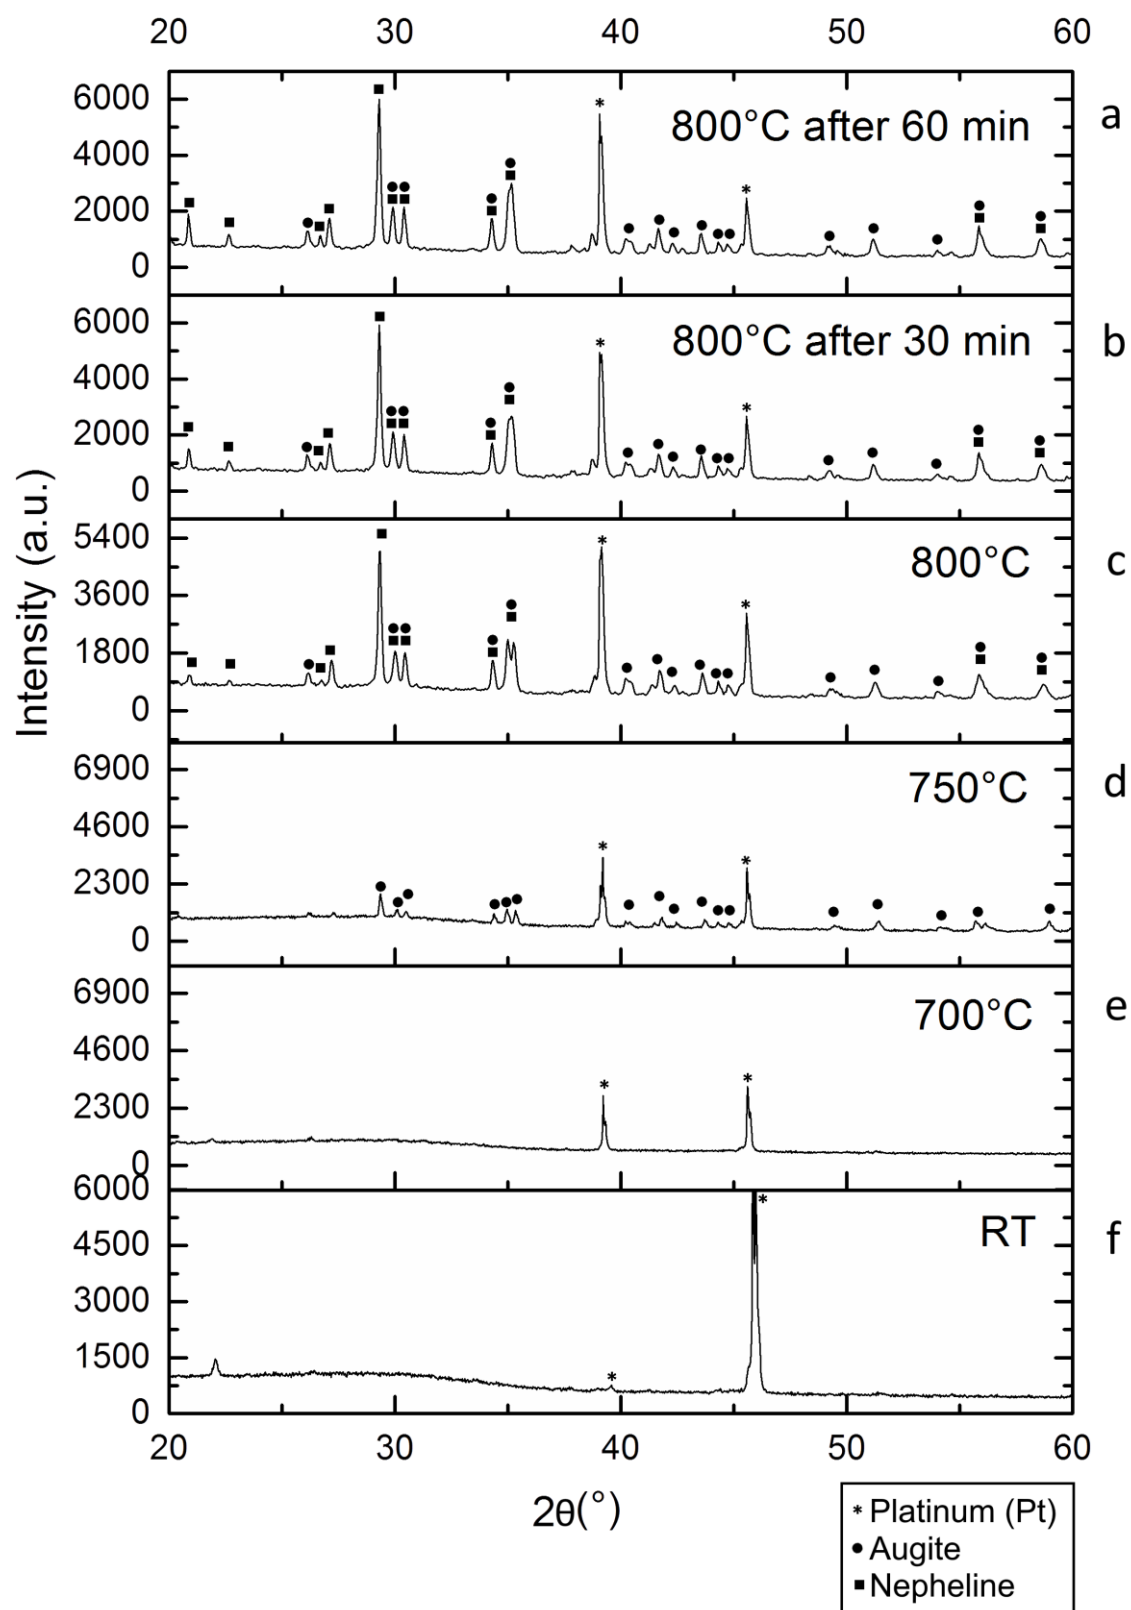 20 30 40 50 60
6000
4000
2000
0
800°C after 60 min
a
6000
4000
2000
0
800°C after 30 min
b
5400
3600
1800
0
800°C
c
6900
4600
2300
0
750°C
d
6900
4600
2300
0
700°C
e
6000
4500
3000
1500
0
RT
f
Intensity (a.u.)
20 30 40 50 60
2θ(°)
* Platinum (Pt)
● Augite
■ Nepheline